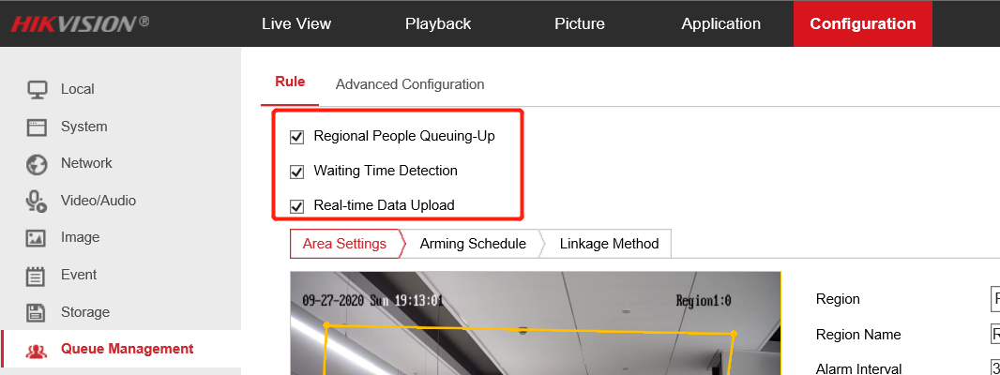 HIKVISION®
Live View
Playback
Picture
Application
Configuration
Local
System
Network
Video/Audio
Image
Event
Storage
Queue Management
Rule
Advanced Configuration
Regional People Queuing-Up
Waiting Time Detection
Real-time Data Upload
Area Settings
Arming Schedule
Linkage Method
09-27-2020 Sun 19:13:01
Region1:0
Region
Region Name
Alarm Interval